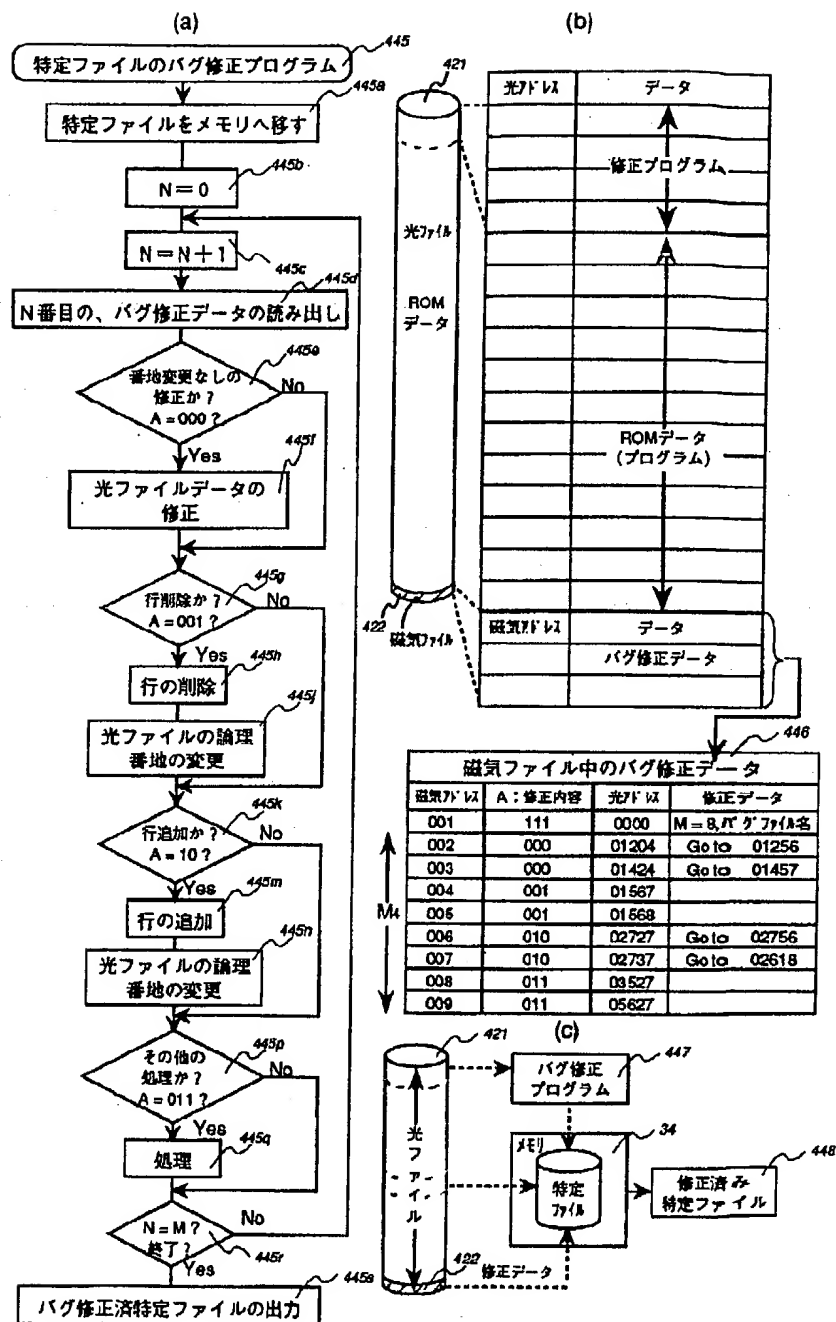 (a)
445
特定ファイルのバグ修正プログラム
445a
特定ファイルをメモリへ移す
445b
N=0
N=N+1
445c
445d
N番目の、バグ修正データの読み出し
445e
番地変更なしの
修正か？
A=000？
No
Yes
445f
光ファイルデータの
修正
445g
行削除か？
A=001？
No
Yes
445h
行の削除
445j
光ファイルの論理
番地の変更
445k
行追加か？
A=10？
No
Yes
445m
行の追加
445n
光ファイルの論理
番地の変更
445p
その他の
処理か？
A=011？
No
Yes
445q
処理
N=M？
終了？
No
445r
Yes
445s
バグ修正済特定ファイルの出力
(b)
421
光ファイル
ROM
データ
422
磁気ファイル
光アドレス データ
修正プログラム
ROMデータ
(プログラム)
磁気アドレス データ
バグ修正データ
446
磁気ファイル中のバグ修正データ
磁気アドレス A：修正内容 光アドレス 修正データ
001 111 0000 M=8,バグファイル名
002 000 01204 Goto 01256
003 000 01424 Goto 01457
004 001 01567
005 001 01568
006 010 02727 Goto 02756
007 010 02737 Goto 02618
008 011 03527
009 011 05627
(c)
421
光ファイル
422
修正データ
447
バグ修正
プログラム
34
メモリ
特定
ファイル
448
修正済み
特定ファイル